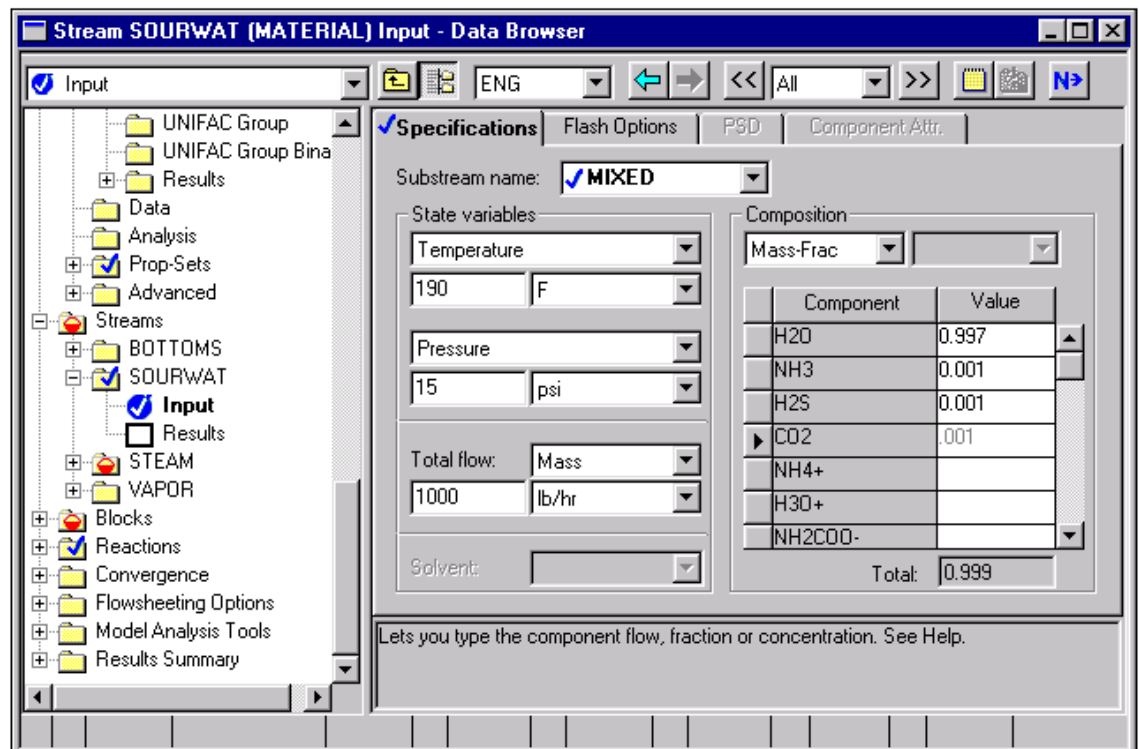 Stream SOURWAT (MATERIAL) Input - Data Browser
Input ENG All N
UNIFAC Group
UNIFAC Group Bina
Results
Data
Analysis
Prop-Sets
Advanced
Streams
BOTTOMS
SOURWAT
Input
Results
STEAM
VAPOR
Blocks
Reactions
Convergence
Flowsheeting Options
Model Analysis Tools
Results Summary
Specifications Flash Options PSD Component Attr.
Substream name: MIXED
State variables
Temperature
190 F
Pressure
15 psi
Total flow: Mass
1000 lb/hr
Solvent:
Composition
Mass-Frac
Component Value
H2O 0.997
NH3 0.001
H2S 0.001
CO2 .001
NH4+
H3O+
NH2COO-
Total: 0.999
Lets you type the component flow, fraction or concentration. See Help.